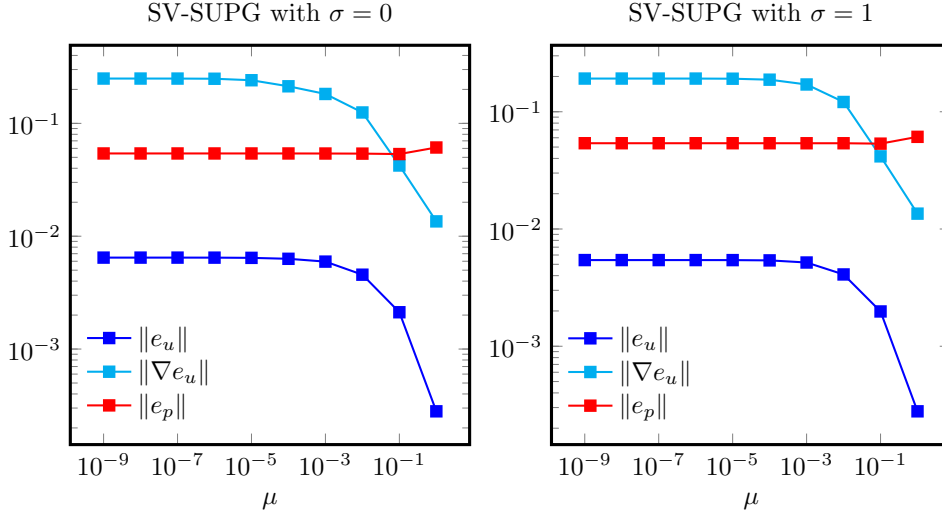 SV-SUPG with σ = 0
10⁻¹
10⁻²
10⁻³
‖e_u‖
‖∇e_u‖
‖e_p‖
10⁻⁹ 10⁻⁷ 10⁻⁵ 10⁻³ 10⁻¹
μ
SV-SUPG with σ = 1
10⁻¹
10⁻²
10⁻³
‖e_u‖
‖∇e_u‖
‖e_p‖
10⁻⁹ 10⁻⁷ 10⁻⁵ 10⁻³ 10⁻¹
μ